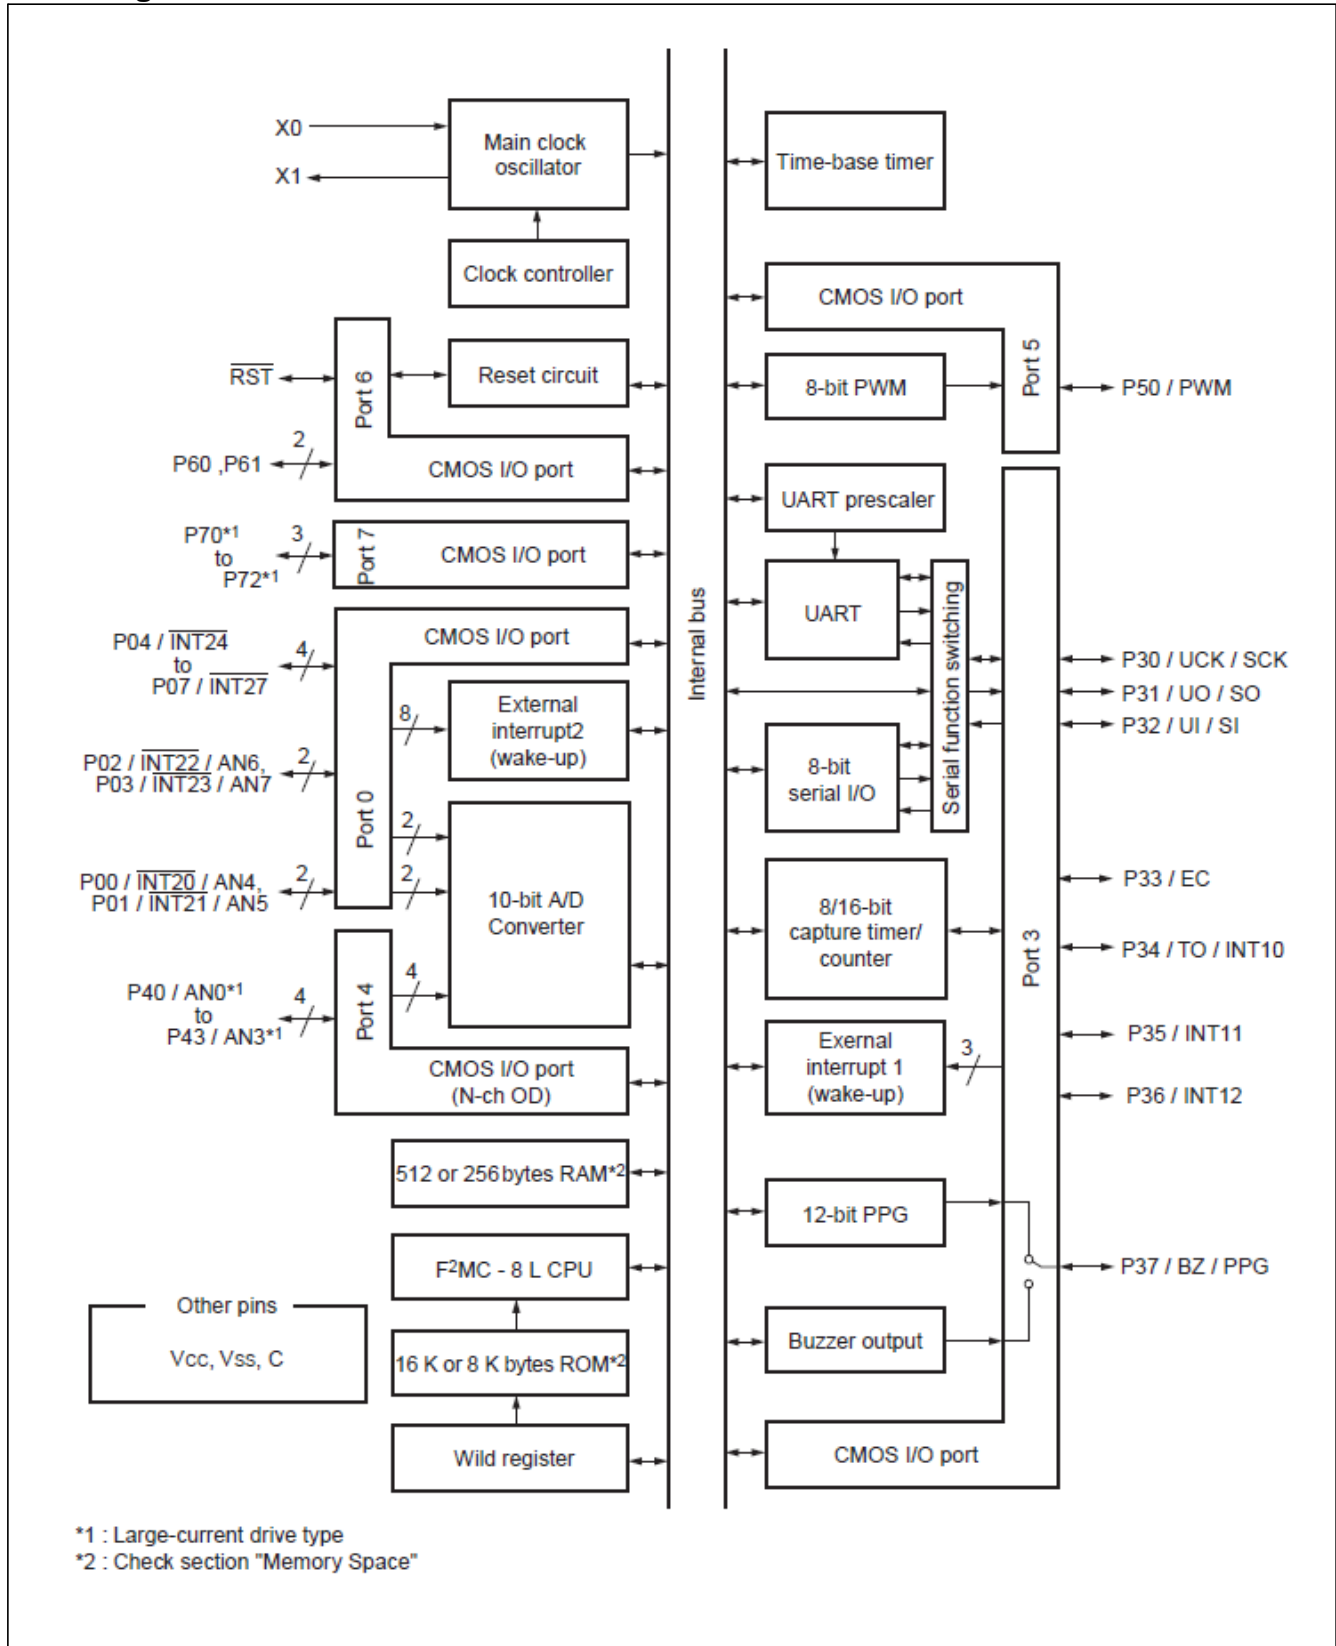 X0
X1
Main clock
oscillator
Clock controller
RST
Port 6
Reset circuit
2
P60 ,P61
CMOS I/O port
P70*1
to
P72*1
3
Port 7
CMOS I/O port
P04 / INT24
to
P07 / INT27
4
CMOS I/O port
8
External
interrupt2
(wake-up)
P02 / INT22 / AN6,
P03 / INT23 / AN7
2
Port 0
2
P00 / INT20 / AN4,
P01 / INT21 / AN5
2
2
10-bit A/D
Converter
P40 / AN0*1
to
P43 / AN3*1
4
Port 4
4
CMOS I/O port
(N-ch OD)
512 or 256bytes RAM*2
F2MC - 8 L CPU
16 K or 8 K bytes ROM*2
Wild register
Other pins
Vcc, Vss, C
Internal bus
Time-base timer
CMOS I/O port
Port 5
8-bit PWM
P50 / PWM
UART prescaler
UART
Serial function switching
8-bit
serial I/O
P30 / UCK / SCK
P31 / UO / SO
P32 / UI / SI
8/16-bit
capture timer/
counter
Port 3
P33 / EC
P34 / TO / INT10
Exernal
interrupt 1
(wake-up)
3
P35 / INT11
P36 / INT12
12-bit PPG
P37 / BZ / PPG
Buzzer output
CMOS I/O port
*1 : Large-current drive type
*2 : Check section "Memory Space"